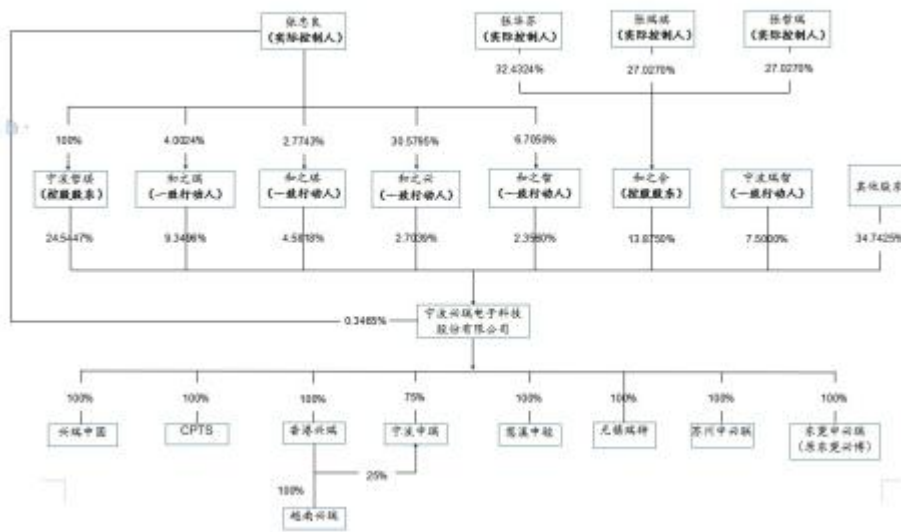 张忠良
（实际控制人）
张华芬
（实际控制人）
张瑞琪
（实际控制人）
张哲瑞
（实际控制人）
32.4324%
27.0270%
27.0270%
100%
4.0024%
2.7743%
30.5795%
6.7050%
宁波哲琪
（控股股东）
和之瑞
（一致行动人）
和之琪
（一致行动人）
和之兴
（一致行动人）
和之智
（一致行动人）
和之合
（控股股东）
宁波瑞智
（一致行动人）
其他股东
24.5447%
4.5818%
2.7039%
13.8750%
7.5000%
34.7425%
宁波兴瑞电子科技
股份有限公司
0.3465%
100%
100%
100%
75%
100%
100%
100%
100%
兴瑞中国
CPTS
香港兴瑞
宁波中瑞
慈溪中骏
无锡瑞特
苏州中兴联
东莞中兴瑞
（原东莞兴博）
25%
100%
越南兴瑞